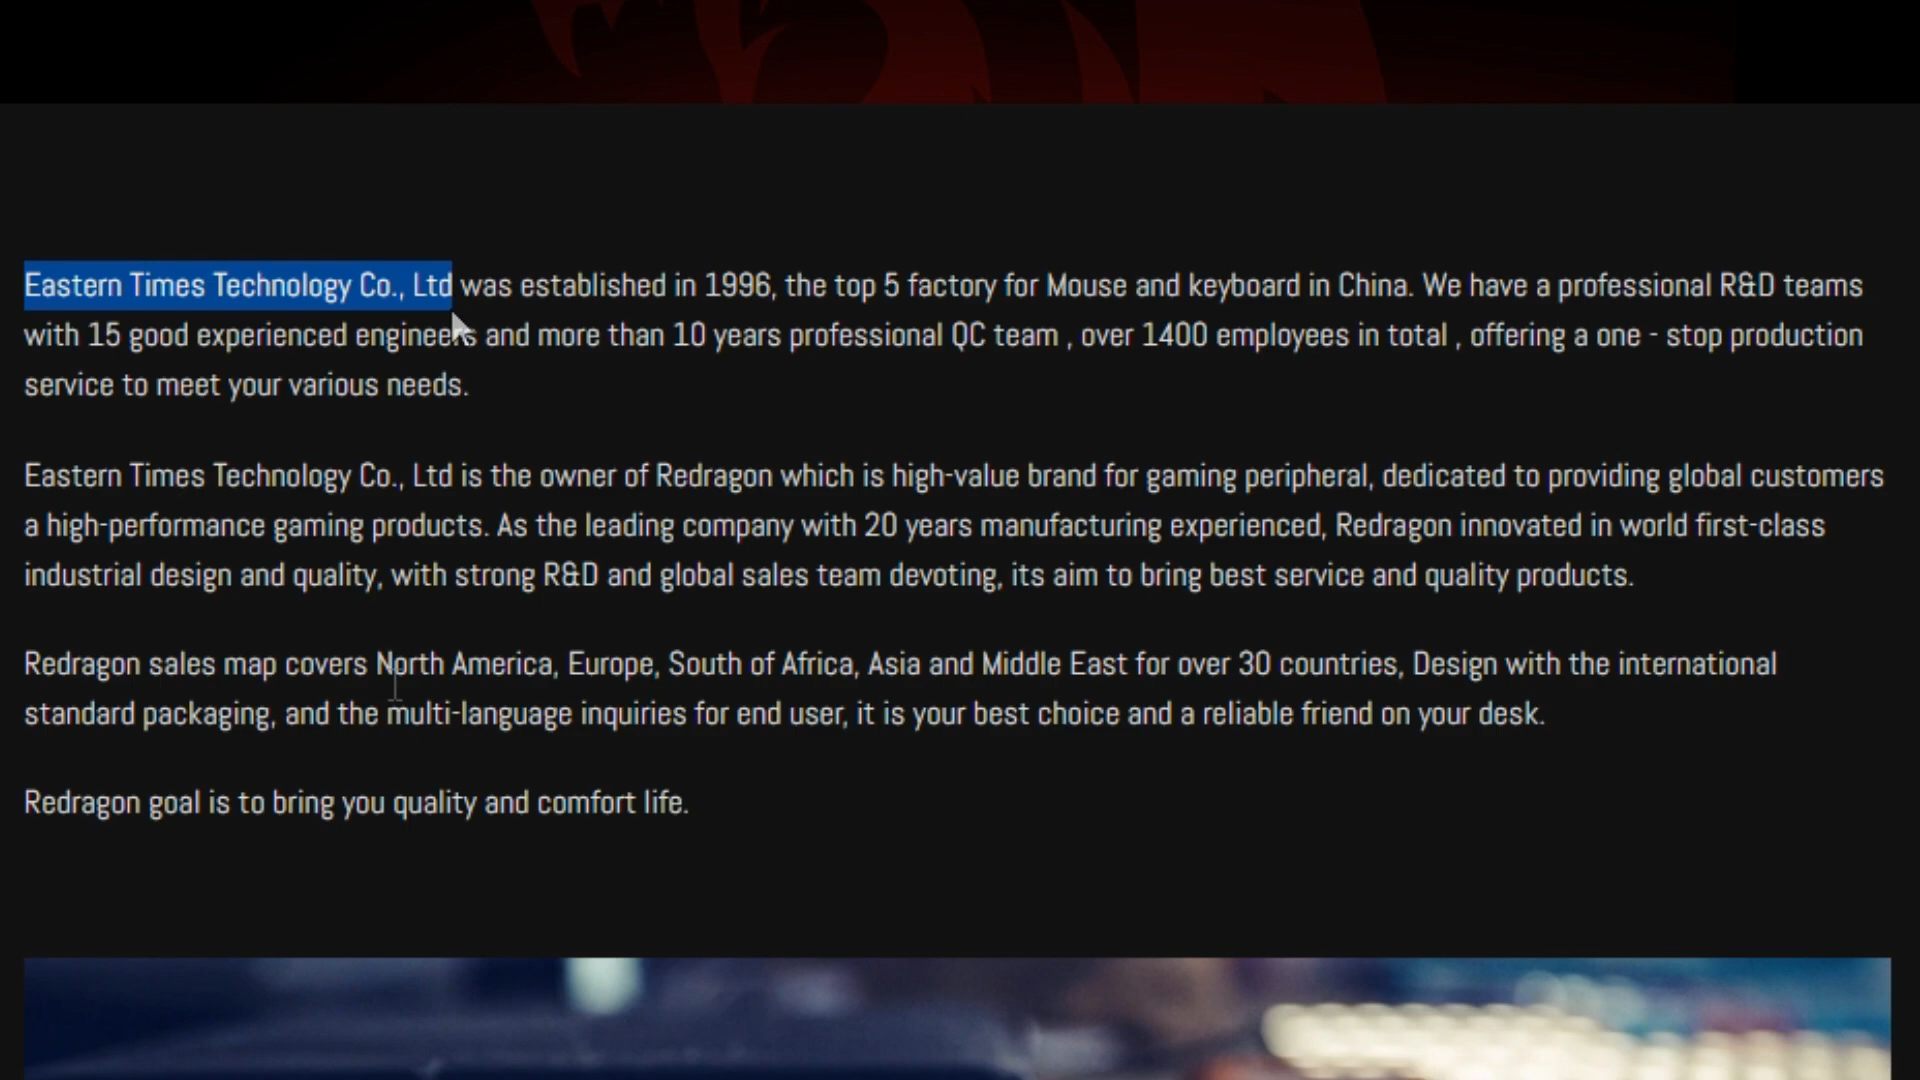 Eastern Times Technology Co., Ltd was established in 1996, the top 5 factory for Mouse and keyboard in China. We have a professional R&D teams
with 15 good experienced engineers and more than 10 years professional QC team , over 1400 employees in total , offering a one - stop production
service to meet your various needs.
Eastern Times Technology Co., Ltd is the owner of Redragon which is high-value brand for gaming peripheral, dedicated to providing global customers
a high-performance gaming products. As the leading company with 20 years manufacturing experienced, Redragon innovated in world first-class
industrial design and quality, with strong R&D and global sales team devoting, its aim to bring best service and quality products.
Redragon sales map covers North America, Europe, South of Africa, Asia and Middle East for over 30 countries, Design with the international
standard packaging, and the multi-language inquiries for end user, it is your best choice and a reliable friend on your desk.
Redragon goal is to bring you quality and comfort life.